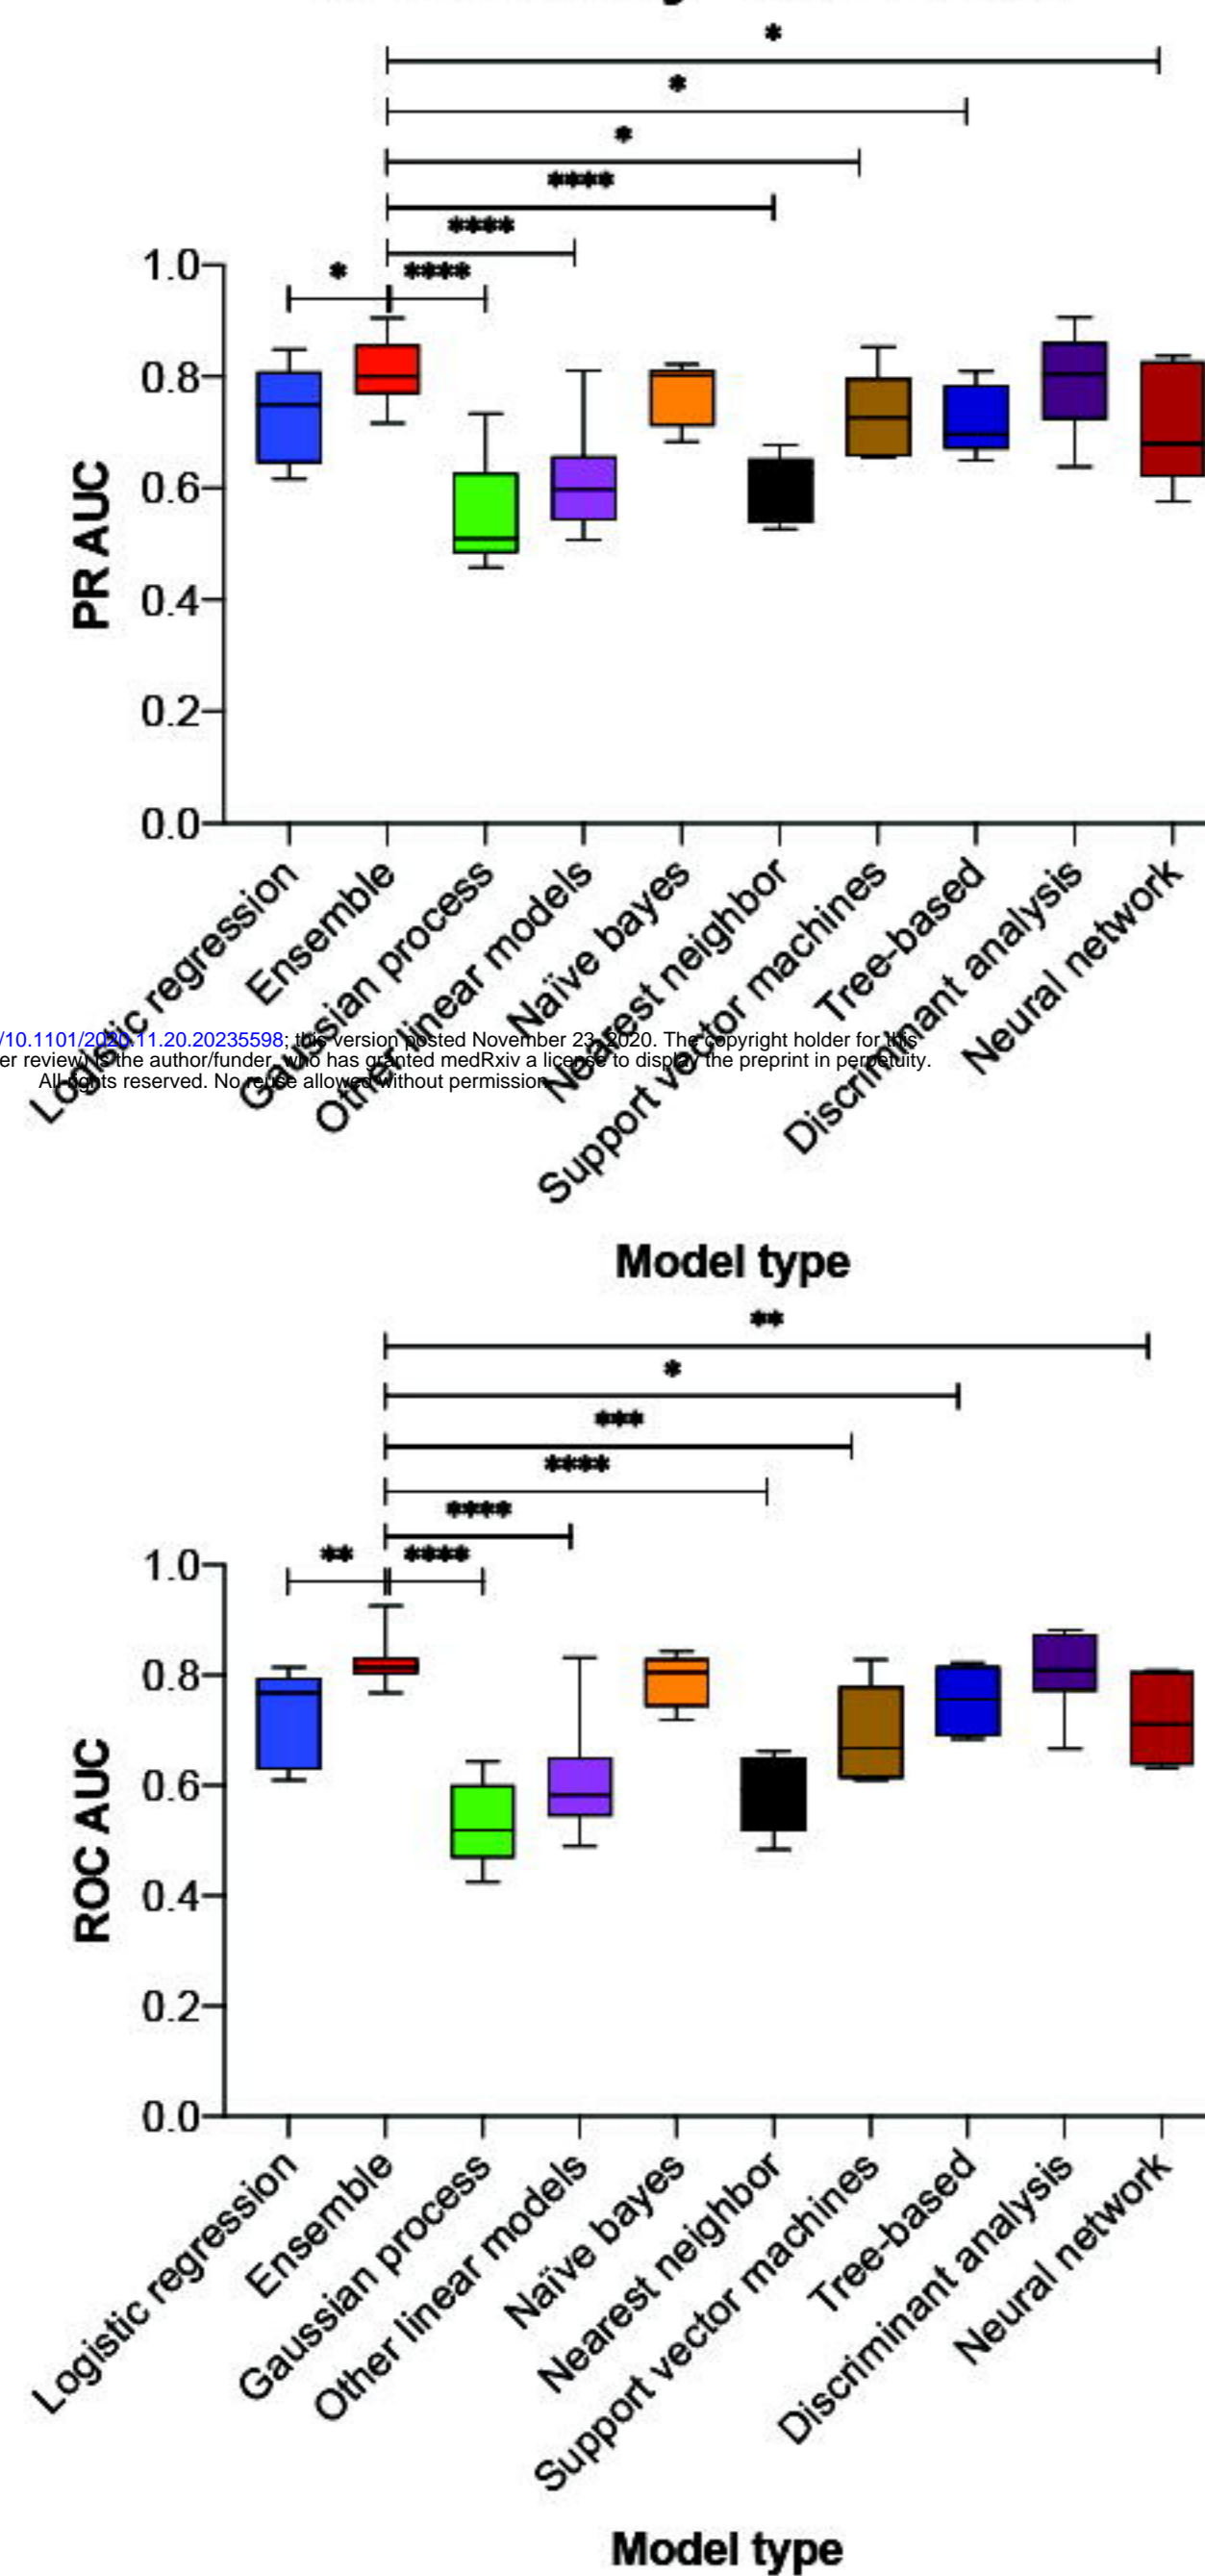 *
*
*
****
****
* ****
1.0
0.8
0.6
0.4
0.2
0.0
PR AUC
Logistic regression
Ensemble
Gaussian process
Other linear models
Naïve bayes
Nearest neighbor
Support vector machines
Tree-based
Discriminant analysis
Neural network
/10.1101/2020.11.20.20235598; this version posted November 23, 2020. The copyright holder for this
er review) is the author/funder, who has granted medRxiv a license to display the preprint in perpetuity.
All rights reserved. No reuse allowed without permission.
Model type
**
*
***
****
****
** ****
1.0
0.8
0.6
0.4
0.2
0.0
ROC AUC
Logistic regression
Ensemble
Gaussian process
Other linear models
Naïve bayes
Nearest neighbor
Support vector machines
Tree-based
Discriminant analysis
Neural network
Model type